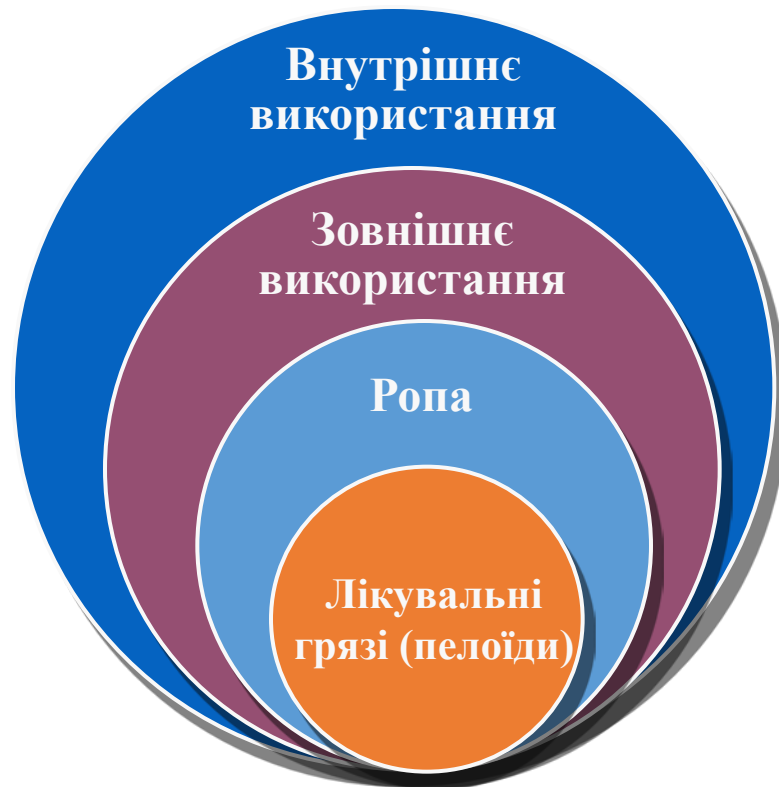 Внутрішнє
використання
Зовнішнє
використання
Ропа
Лікувальні
грязі (пелоїди)